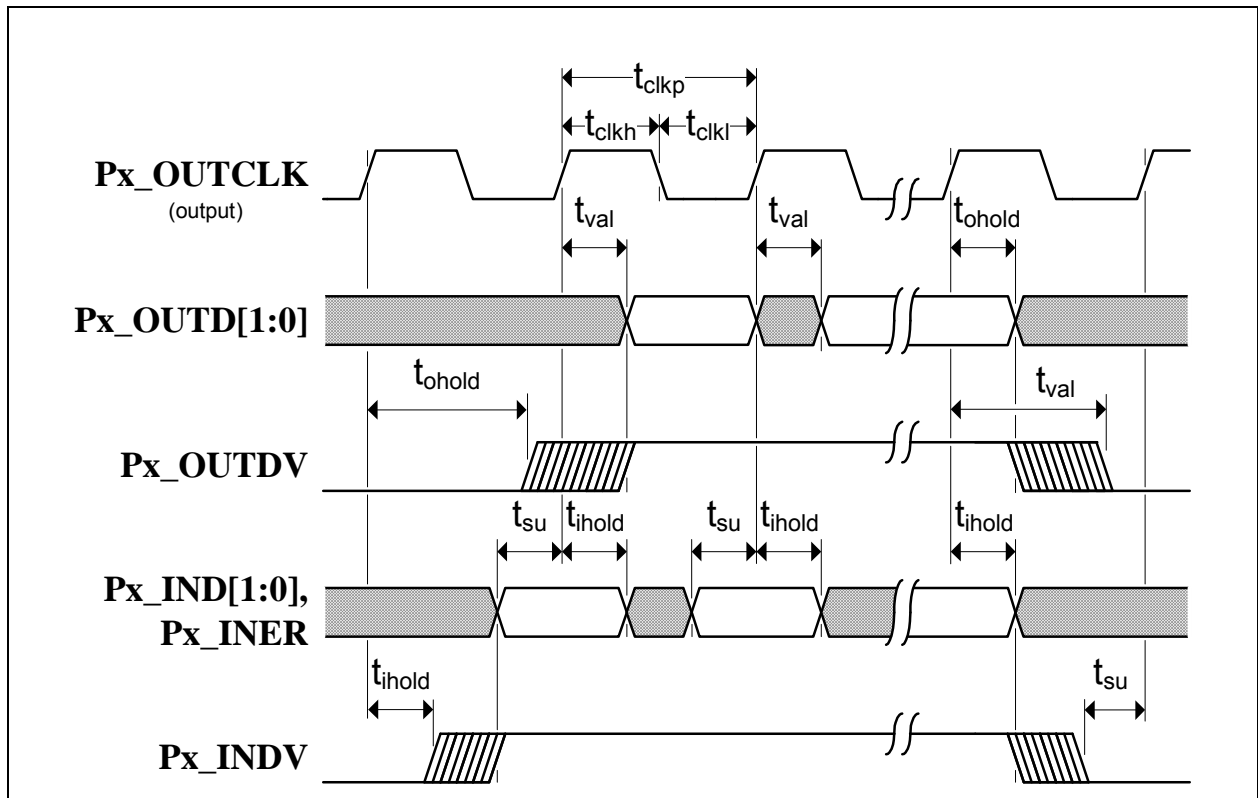 tclkp
tclkh tclkl
Px_OUTCLK
(output)
tval tval tohold
Px_OUTD[1:0]
tohold tval
Px_OUTDV
tsu tihold tsu tihold tihold
Px_IND[1:0],
Px_INER
tihold tsu
Px_INDV